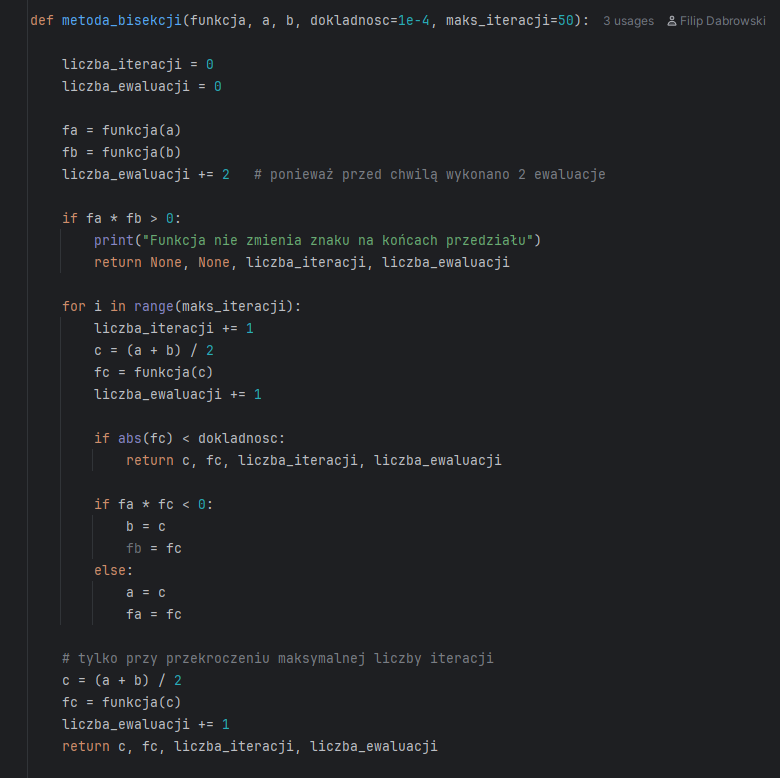 def metoda_bisekcji(funkcja, a, b, dokladnosc=1e-4, maks_iteracji=50): 3 usages Filip Dabrowski
liczba_iteracji = 0
liczba_ewaluacji = 0
fa = funkcja(a)
fb = funkcja(b)
liczba_ewaluacji += 2 # ponieważ przed chwilą wykonano 2 ewaluacje
if fa * fb > 0:
print("Funkcja nie zmienia znaku na końcach przedziału")
return None, None, liczba_iteracji, liczba_ewaluacji
for i in range(maks_iteracji):
liczba_iteracji += 1
c = (a + b) / 2
fc = funkcja(c)
liczba_ewaluacji += 1
if abs(fc) < dokladnosc:
return c, fc, liczba_iteracji, liczba_ewaluacji
if fa * fc < 0:
b = c
fb = fc
else:
a = c
fa = fc
# tylko przy przekroczeniu maksymalnej liczby iteracji
c = (a + b) / 2
fc = funkcja(c)
liczba_ewaluacji += 1
return c, fc, liczba_iteracji, liczba_ewaluacji